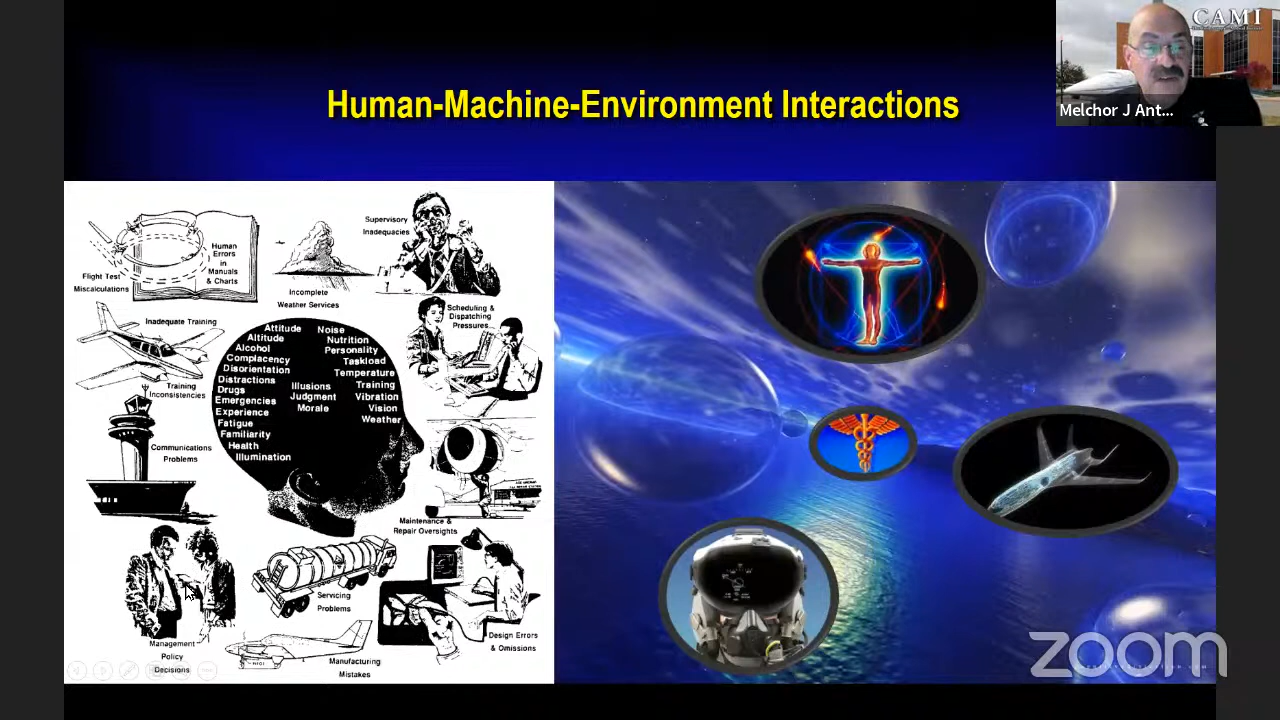 CAMI
Melchor J Ant...
Human-Machine-Environment Interactions
Flight Test
Miscalculations
Human
Errors
in
Manuals
& Charts
Incomplete
Weather Services
Supervisory
Inadequacies
Scheduling &
Dispatching
Pressures
Inadequate Training
Training
Inconsistencies
Communications
Problems
Attitude
Altitude
Alcohol
Complacency
Disorientation
Distractions
Drugs
Emergencies
Experience
Fatigue
Familiarity
Health
Illumination
Illusions
Judgment
Morale
Noise
Nutrition
Personality
Taskload
Temperature
Training
Vibration
Vision
Weather
Maintenance &
Repair Oversights
Management
Policy
Decisions
Servicing
Problems
Manufacturing
Mistakes
Design Errors
& Omissions
zoom